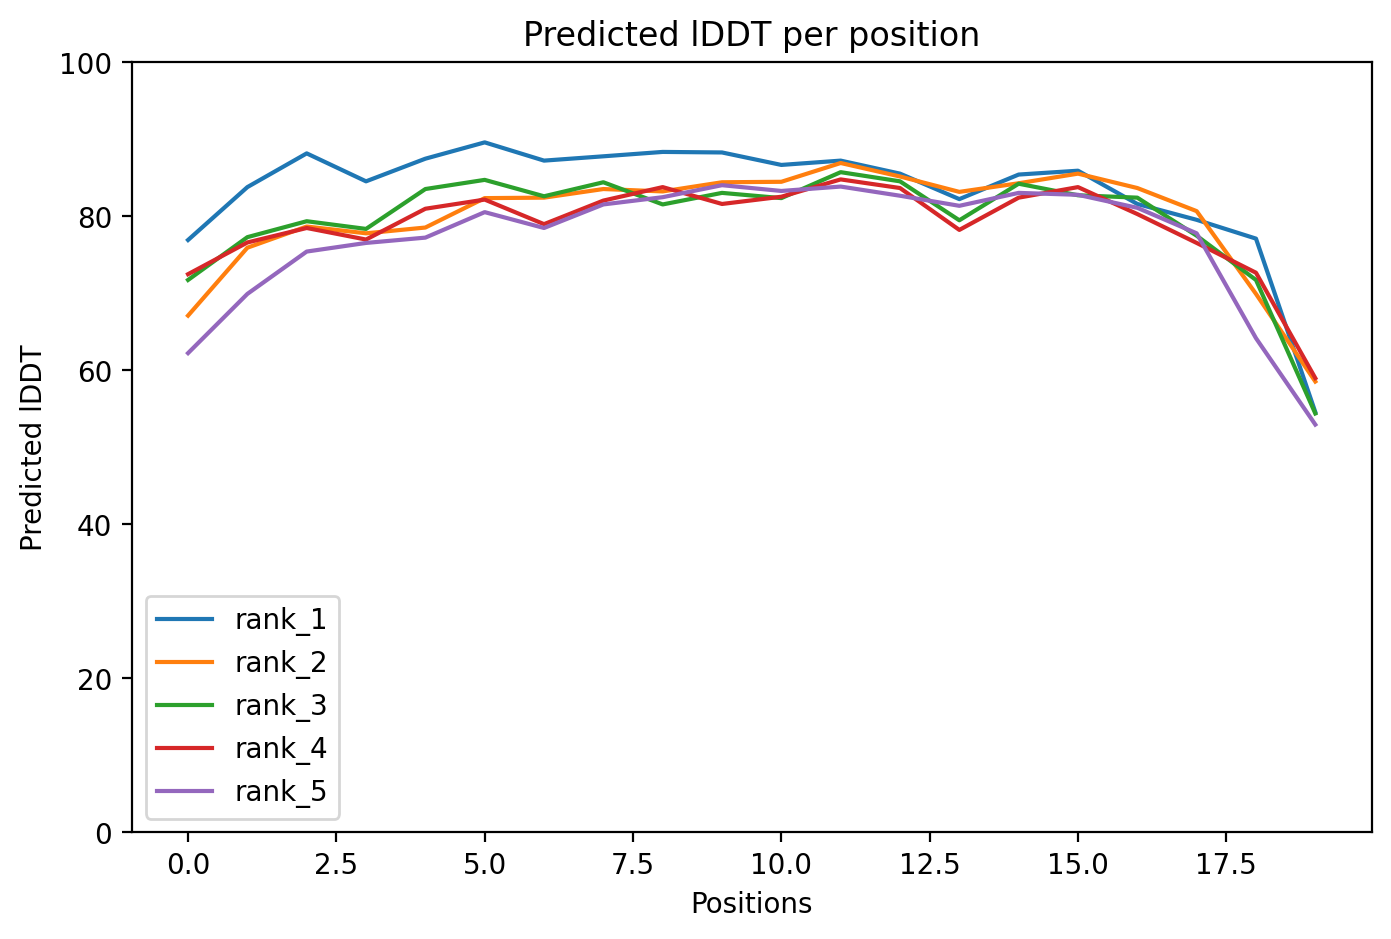 Predicted lDDT per position
100
80
60
40
20
0
Predicted lDDT
rank_1
rank_2
rank_3
rank_4
rank_5
0.0 2.5 5.0 7.5 10.0 12.5 15.0 17.5
Positions